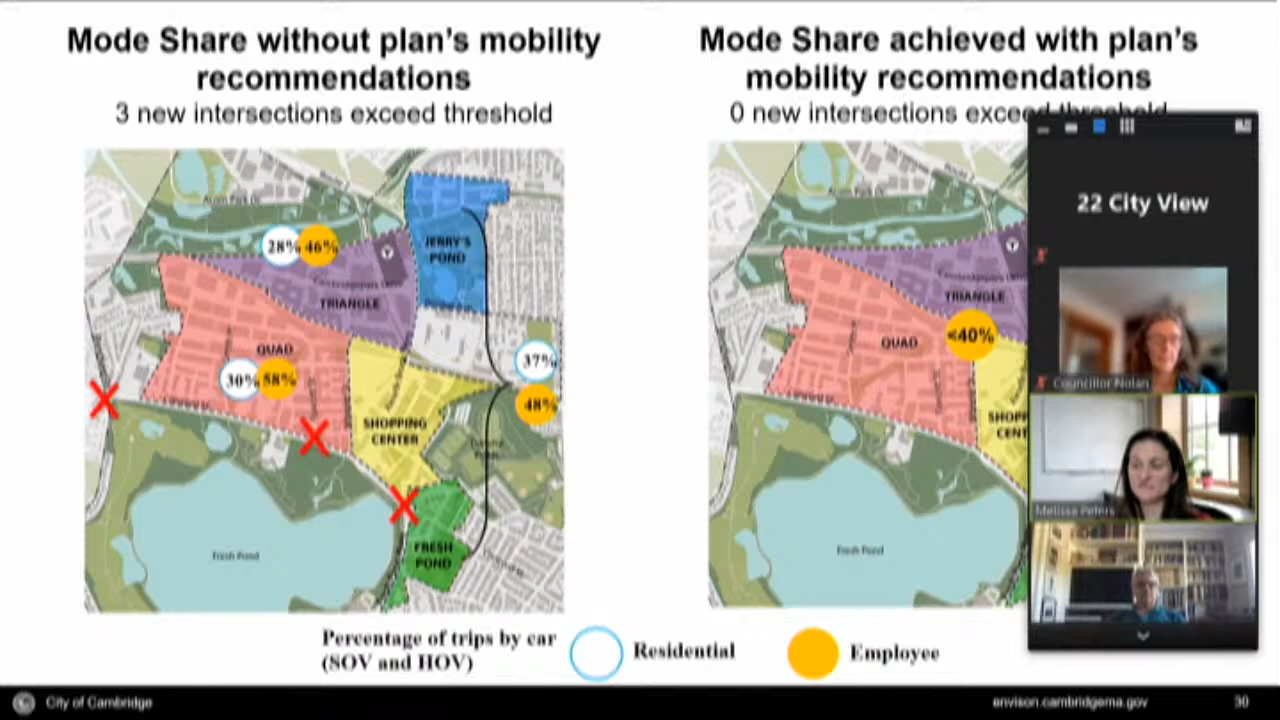 Mode Share without plan's mobility
recommendations
3 new intersections exceed threshold
Mode Share achieved with plan's
mobility recommendations
0 new intersections exceed threshold
28%
46%
JERRY'S
POND
TRIANGLE
QUAD
30%
58%
37%
48%
SHOPPING
CENTER
FRESH
POND
Fresh Pond
TRIANGLE
QUAD
<40%
Fresh Pond
22 City View
Councillor Nolan
Melissa Peters
Percentage of trips by car
(SOV and HOV)
Residential
Employee
City of Cambridge
envison.cambridgema.gov
30